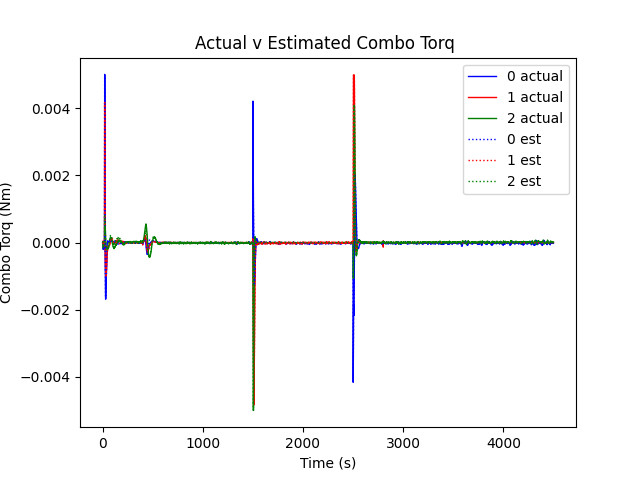 Actual v Estimated Combo Torq
0 actual
1 actual
2 actual
0 est
1 est
2 est
0.004
0.002
0.000
−0.002
−0.004
Combo Torq (Nm)
0
1000
2000
3000
4000
Time (s)